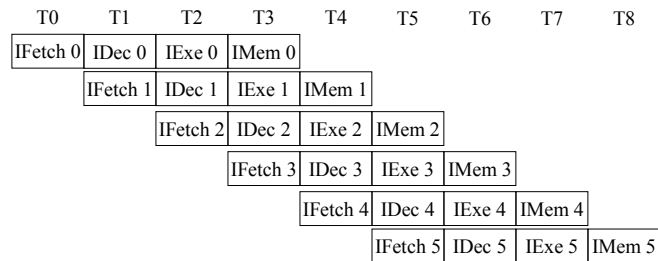 T0 T1 T2 T3 T4 T5 T6 T7 T8
IFetch 0 IDec 0 IExe 0 IMem 0
IFetch 1 IDec 1 IExe 1 IMem 1
IFetch 2 IDec 2 IExe 2 IMem 2
IFetch 3 IDec 3 IExe 3 IMem 3
IFetch 4 IDec 4 IExe 4 IMem 4
IFetch 5 IDec 5 IExe 5 IMem 5